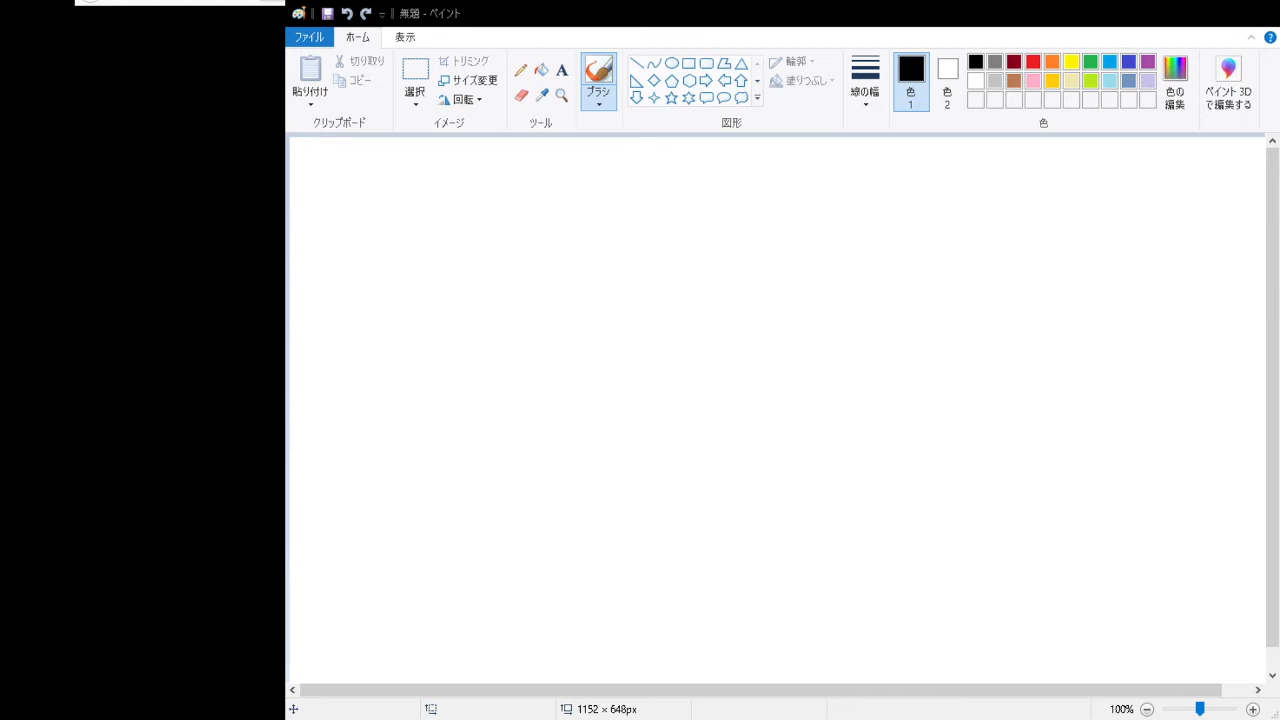 無題 - ペイント
ファイル ホーム 表示
貼り付け 切り取り コピー 選択 トリミング サイズ変更 回転 A ブラシ 輪郭 塗りつぶし 線の幅 色 1 色 2 色の編集 ペイント 3D で編集する
クリップボード イメージ ツール 図形 色
1152 × 648px 100%